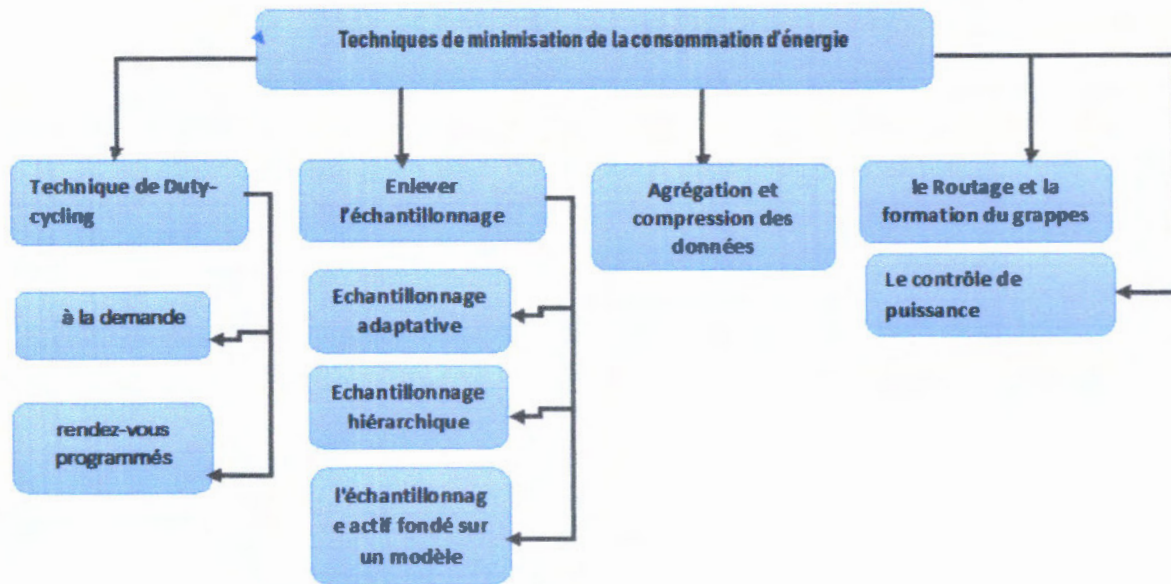 Techniques de minimisation de la consommation d'énergie
Technique de Duty-
cycling
à la demande
rendez-vous
programmés
Enlever
l'échantillonnage
Echantillonnage
adaptative
Echantillonnage
hiérarchique
l'échantillonnag
e actif fondé sur
un modèle
Agrégation et
compression des
données
le Routage et la
formation du grappes
Le contrôle de
puissance